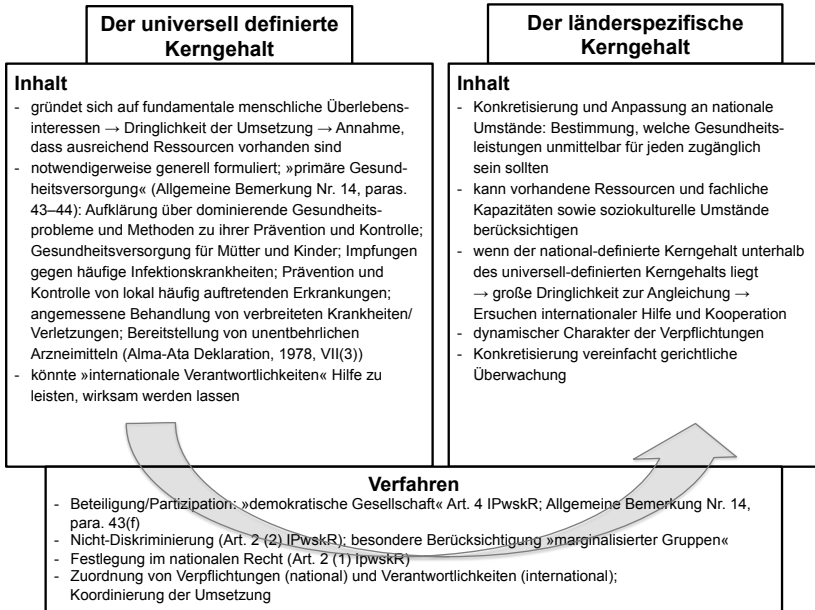 Der universell definierte
Kerngehalt
Inhalt
- gründet sich auf fundamentale menschliche Überlebens-
interessen → Dringlichkeit der Umsetzung → Annahme,
dass ausreichend Ressourcen vorhanden sind
- notwendigerweise generell formuliert; »primäre Gesund-
heitsversorgung« (Allgemeine Bemerkung Nr. 14, paras.
43–44): Aufklärung über dominierende Gesundheits-
probleme und Methoden zu ihrer Prävention und Kontrolle;
Gesundheitsversorgung für Mütter und Kinder; Impfungen
gegen häufige Infektionskrankheiten; Prävention und
Kontrolle von lokal häufig auftretenden Erkrankungen;
angemessene Behandlung von verbreiteten Krankheiten/
Verletzungen; Bereitstellung von unentbehrlichen
Arzneimitteln (Alma-Ata Deklaration, 1978, VII(3))
- könnte »internationale Verantwortlichkeiten« Hilfe zu
leisten, wirksam werden lassen
Der länderspezifische
Kerngehalt
Inhalt
- Konkretisierung und Anpassung an nationale
Umstände: Bestimmung, welche Gesundheits-
leistungen unmittelbar für jeden zugänglich
sein sollten
- kann vorhandene Ressourcen und fachliche
Kapazitäten sowie soziokulturelle Umstände
berücksichtigen
- wenn der national-definierte Kerngehalt unterhalb
des universell-definierten Kerngehalts liegt
→ große Dringlichkeit zur Angleichung →
Ersuchen internationaler Hilfe und Kooperation
- dynamischer Charakter der Verpflichtungen
- Konkretisierung vereinfacht gerichtliche
Überwachung
Verfahren
- Beteiligung/Partizipation: »demokratische Gesellschaft« Art. 4 IPwskR; Allgemeine Bemerkung Nr. 14,
para. 43(f)
- Nicht-Diskriminierung (Art. 2 (2) IPwskR); besondere Berücksichtigung »marginalisierter Gruppen«
- Festlegung im nationalen Recht (Art. 2 (1) IpwskR)
- Zuordnung von Verpflichtungen (national) und Verantwortlichkeiten (international);
Koordinierung der Umsetzung